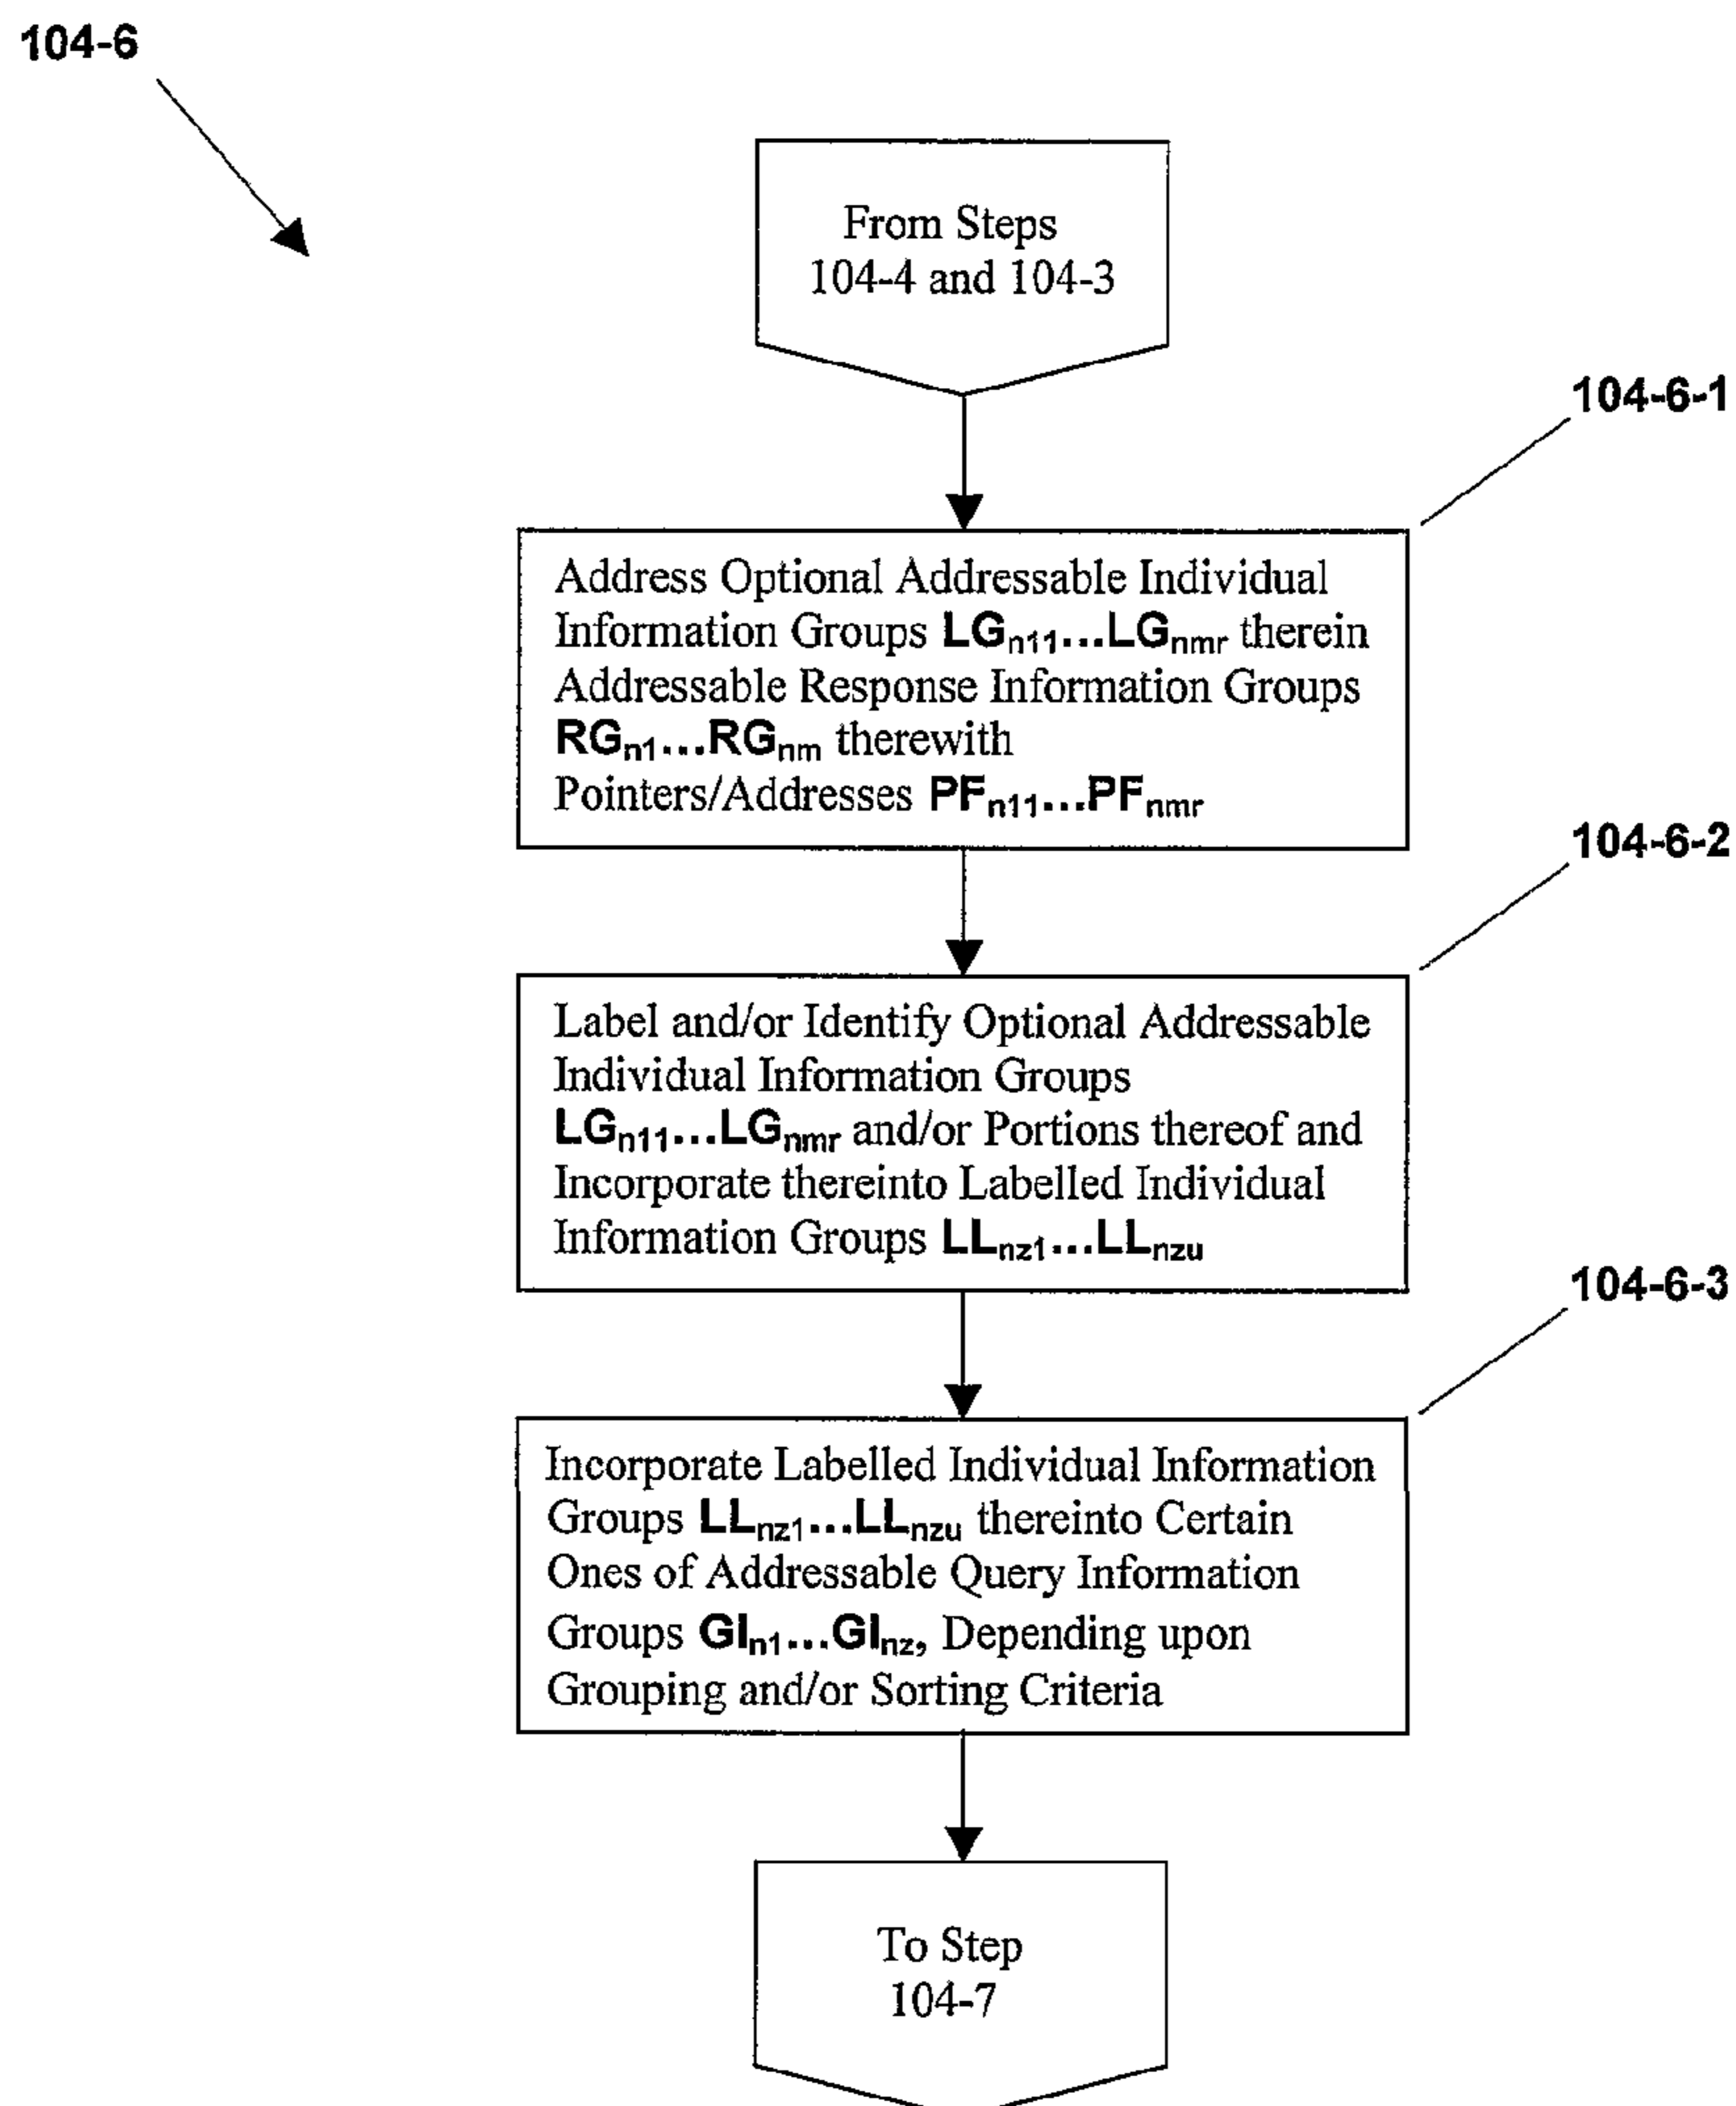 104-6
From Steps
104-4 and 104-3
104-6-1
Address Optional Addressable Individual
Information Groups LGn11...LGnmr therein
Addressable Response Information Groups
RGn1...RGnm therewith
Pointers/Addresses PFn11...PFnmr
104-6-2
Label and/or Identify Optional Addressable
Individual Information Groups
LGn11...LGnmr and/or Portions thereof and
Incorporate thereinto Labelled Individual
Information Groups LLnz1...LLnzu
104-6-3
Incorporate Labelled Individual Information
Groups LLnz1...LLnzu thereinto Certain
Ones of Addressable Query Information
Groups GIn1...GInz, Depending upon
Grouping and/or Sorting Criteria
To Step
104-7